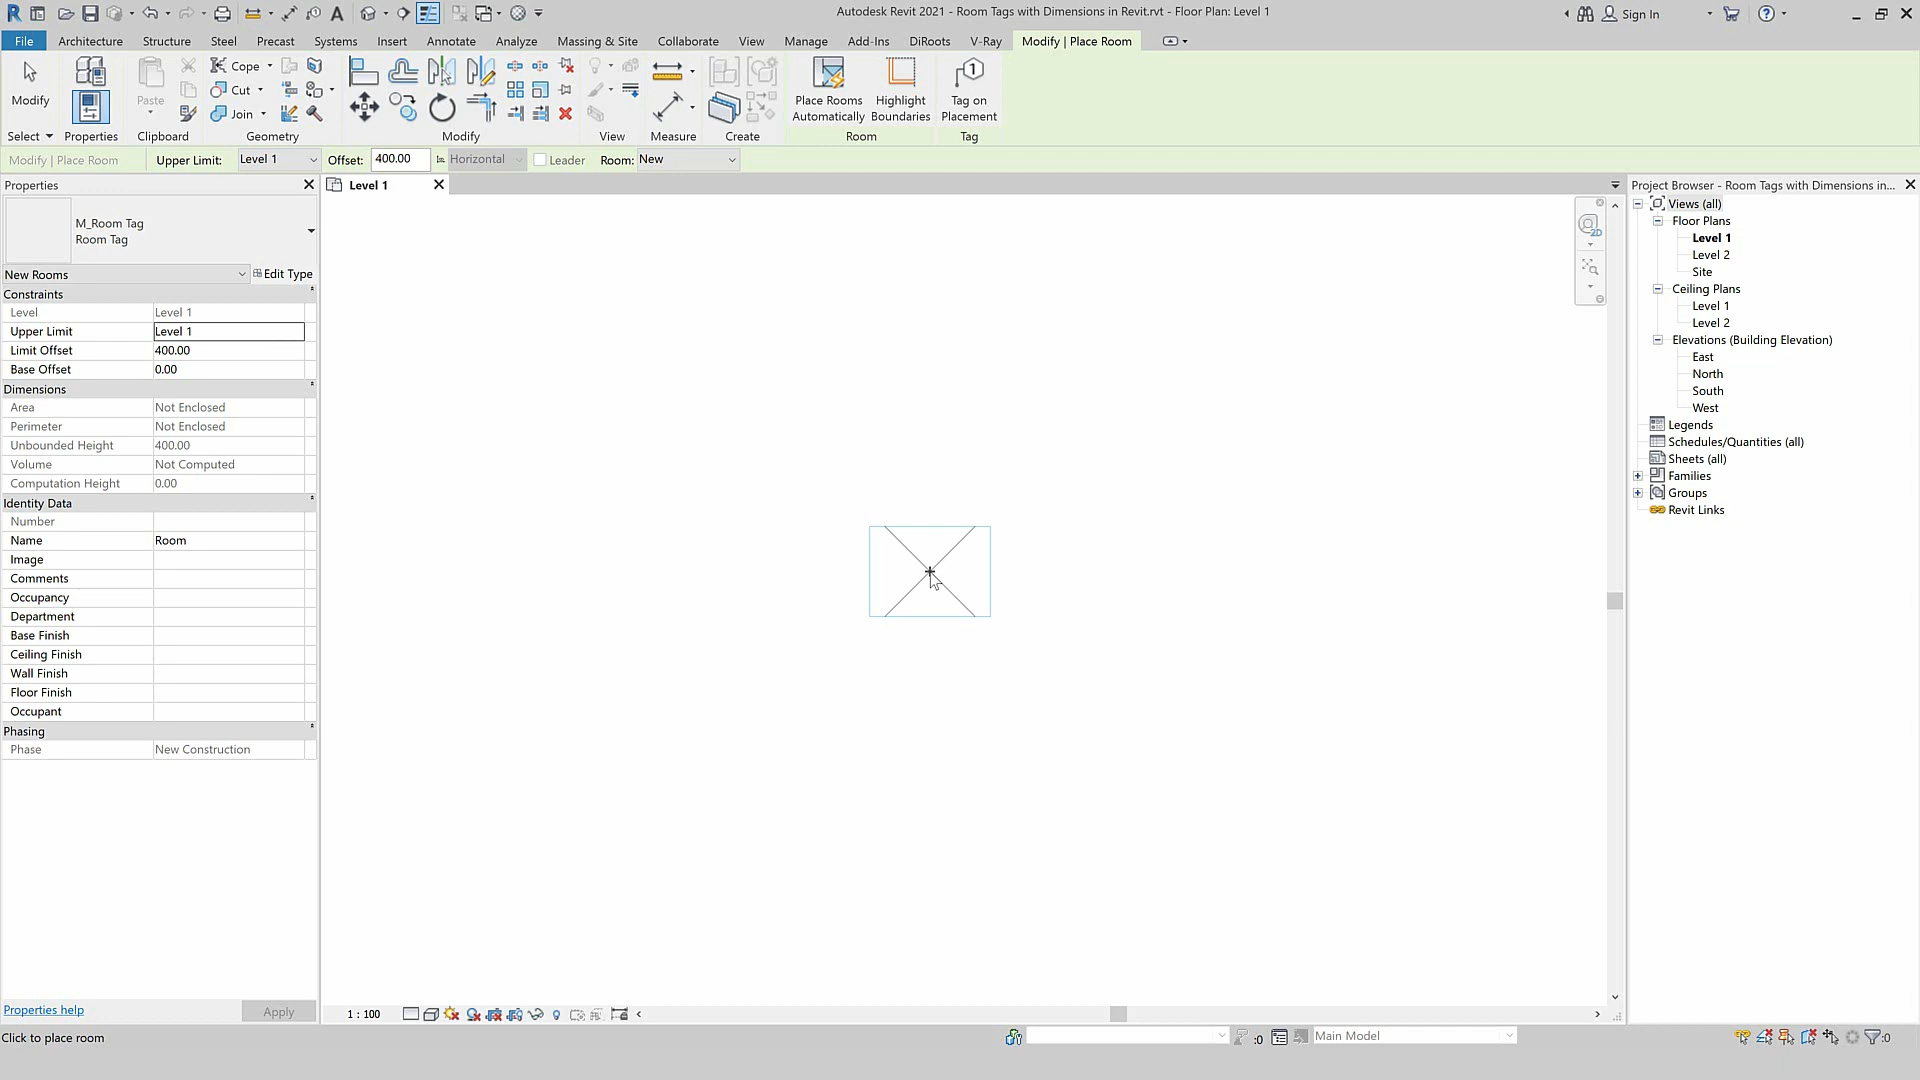 Autodesk Revit 2021 - Room Tags with Dimensions in Revit.rvt - Floor Plan: Level 1
Sign In
File Architecture Structure Steel Precast Systems Insert Annotate Analyze Massing & Site Collaborate View Manage Add-Ins DiRoots V-Ray Modify | Place Room
Modify
Paste
Cope
Cut
Join
Place Rooms Automatically
Highlight Boundaries
Tag on Placement
Select Properties Clipboard Geometry Modify View Measure Create Room Tag
Modify | Place Room Upper Limit: Level 1 Offset: 400.00 Horizontal Leader Room: New
Properties
M_Room Tag
Room Tag
New Rooms Edit Type
Constraints
Level Level 1
Upper Limit Level 1
Limit Offset 400.00
Base Offset 0.00
Dimensions
Area Not Enclosed
Perimeter Not Enclosed
Unbounded Height 400.00
Volume Not Computed
Computation Height 0.00
Identity Data
Number
Name Room
Image
Comments
Occupancy
Department
Base Finish
Ceiling Finish
Wall Finish
Floor Finish
Occupant
Phasing
Phase New Construction
Properties help Apply
Level 1
2D
1 : 100
Project Browser - Room Tags with Dimensions in...
Views (all)
Floor Plans
Level 1
Level 2
Site
Ceiling Plans
Level 1
Level 2
Elevations (Building Elevation)
East
North
South
West
Legends
Schedules/Quantities (all)
Sheets (all)
Families
Groups
Revit Links
Click to place room :0 Main Model :0